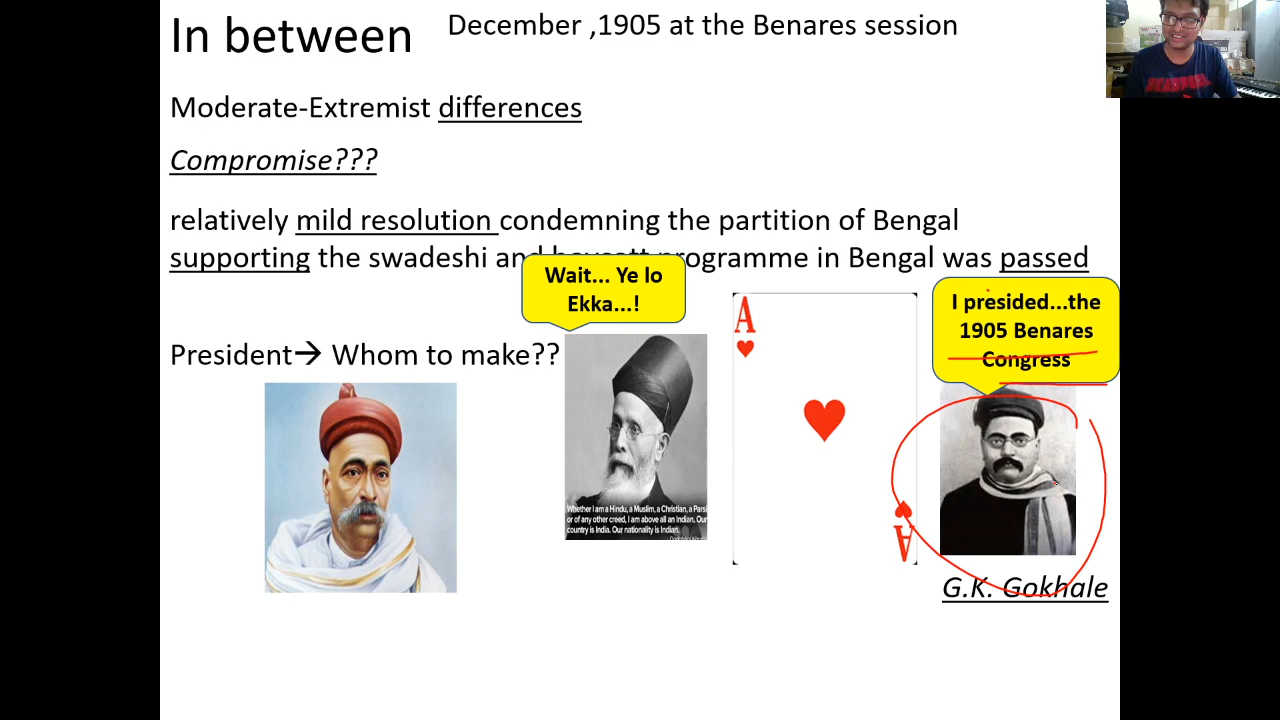 In between
December ,1905 at the Benares session
Moderate-Extremist differences
Compromise???
relatively mild resolution condemning the partition of Bengal
supporting the swadeshi and boycott programme in Bengal was passed
Wait... Ye lo
Ekka...!
I presided...the
1905 Benares
Congress
President→ Whom to make??
A
Whether I am a Hindu, a Muslim, a Christian, a Parsi
or of any other creed, I am above all an Indian. Our
country is India. Our nationality is Indian.
A
G.K. Gokhale